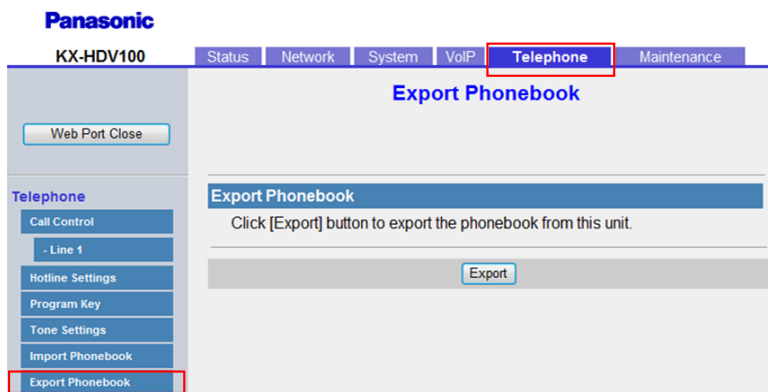 Panasonic
KX-HDV100
Status Network System VoIP Telephone Maintenance
Export Phonebook
Web Port Close
Telephone
Call Control
- Line 1
Hotline Settings
Program Key
Tone Settings
Import Phonebook
Export Phonebook
Export Phonebook
Click [Export] button to export the phonebook from this unit.
Export